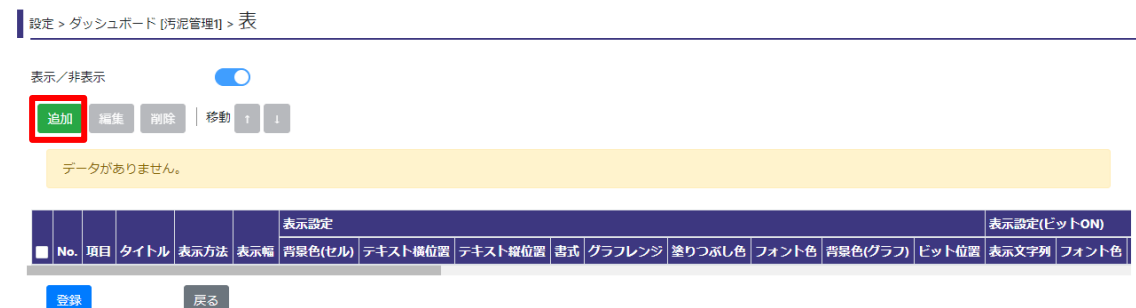 設定 > ダッシュボード [汚泥管理1] > 表
表示／非表示
追加 編集 削除 移動 ↑ ↓
データがありません。
表示設定 表示設定(ビットON)
No. 項目 タイトル 表示方法 表示幅 背景色(セル) テキスト横位置 テキスト縦位置 書式 グラフレンジ 塗りつぶし色 フォント色 背景色(グラフ) ビット位置 表示文字列 フォント色
登録 戻る